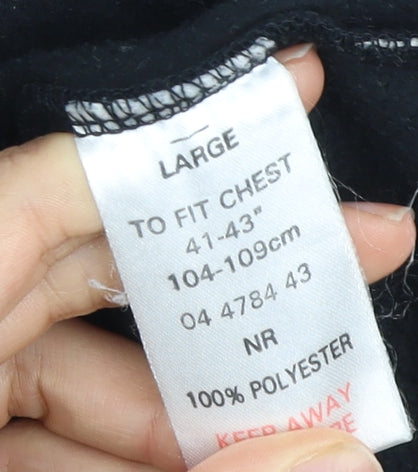 LARGE
TO FIT CHEST
41-43"
104-109cm
04 4784 43
NR
100% POLYESTER
KEEP AWAY